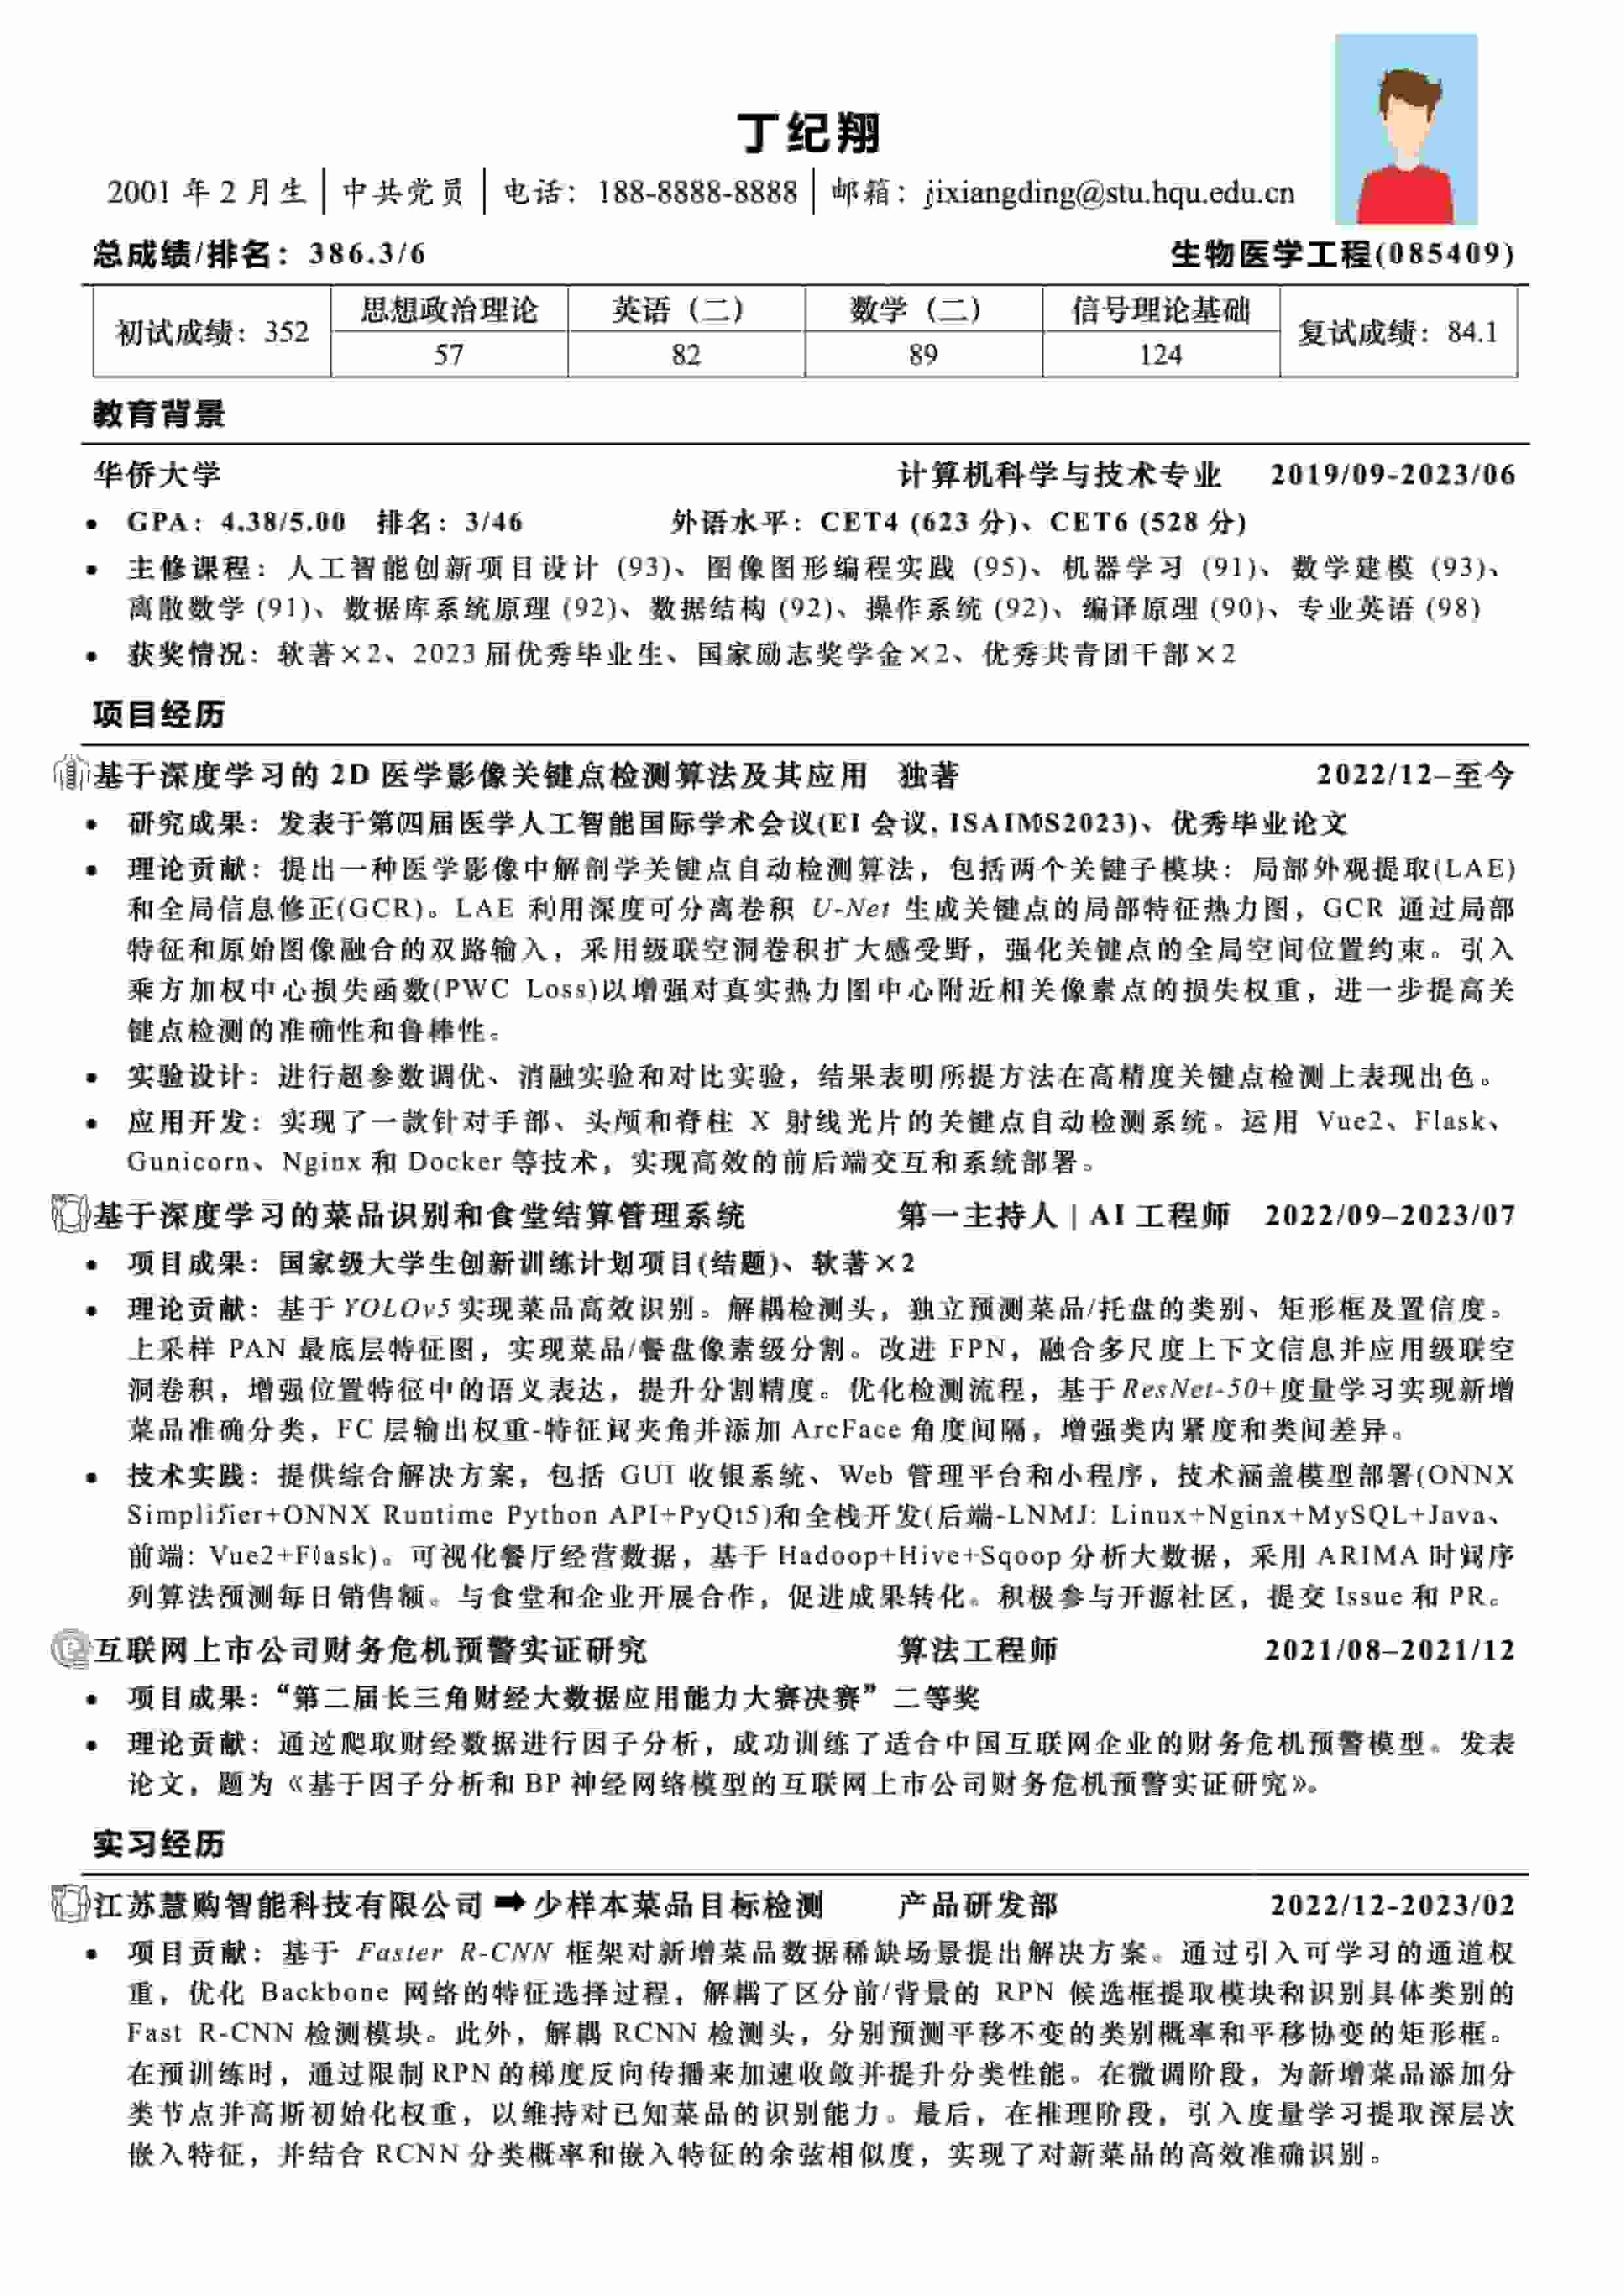 丁纪翔
2001 年 2 月生 | 中共党员 | 电话：188-8888-8888 | 邮箱：jixiangding@stu.hqu.edu.cn
总成绩/排名：386.3/6 生物医学工程(085409)
初试成绩：352 思想政治理论 英语（二） 数学（二） 信号理论基础 复试成绩：84.1
57 82 89 124
教育背景
华侨大学 计算机科学与技术专业 2019/09-2023/06
• GPA：4.38/5.00 排名：3/46 外语水平：CET4 (623 分)、CET6 (528 分)
• 主修课程：人工智能创新项目设计 (93)、图像图形编程实践 (95)、机器学习 (91)、数学建模 (93)、
离散数学 (91)、数据库系统原理 (92)、数据结构 (92)、操作系统 (92)、编译原理 (90)、专业英语 (98)
• 获奖情况：软著×2、2023 届优秀毕业生、国家励志奖学金×2、优秀共青团干部×2
项目经历
基于深度学习的 2D 医学影像关键点检测算法及其应用 独著 2022/12–至今
• 研究成果：发表于第四届医学人工智能国际学术会议(EI 会议, ISAIMS2023)、优秀毕业论文
• 理论贡献：提出一种医学影像中解剖学关键点自动检测算法，包括两个关键子模块：局部外观提取(LAE)
和全局信息修正(GCR)。LAE 利用深度可分离卷积 U-Net 生成关键点的局部特征热力图，GCR 通过局部
特征和原始图像融合的双路输入，采用级联空洞卷积扩大感受野，强化关键点的全局空间位置约束。引入
乘方加权中心损失函数(PWC Loss)以增强对真实热力图中心附近相关像素点的损失权重，进一步提高关
键点检测的准确性和鲁棒性。
• 实验设计：进行超参数调优、消融实验和对比实验，结果表明所提方法在高精度关键点检测上表现出色。
• 应用开发：实现了一款针对手部、头颅和脊柱 X 射线光片的关键点自动检测系统。运用 Vue2、Flask、
Gunicorn、Nginx 和 Docker 等技术，实现高效的前后端交互和系统部署。
基于深度学习的菜品识别和食堂结算管理系统 第一主持人 | AI 工程师 2022/09–2023/07
• 项目成果：国家级大学生创新训练计划项目(结题)、软著×2
• 理论贡献：基于 YOLOv5 实现菜品高效识别。解耦检测头，独立预测菜品/托盘的类别、矩形框及置信度。
上采样 PAN 最底层特征图，实现菜品/餐盘像素级分割。改进 FPN，融合多尺度上下文信息并应用级联空
洞卷积，增强位置特征中的语义表达，提升分割精度。优化检测流程，基于 ResNet-50+度量学习实现新增
菜品准确分类，FC 层输出权重-特征间夹角并添加 ArcFace 角度间隔，增强类内紧度和类间差异。
• 技术实践：提供综合解决方案，包括 GUI 收银系统、Web 管理平台和小程序，技术涵盖模型部署(ONNX
Simplifier+ONNX Runtime Python API+PyQt5)和全栈开发(后端-LNMJ: Linux+Nginx+MySQL+Java、
前端: Vue2+Flask)。可视化餐厅经营数据，基于 Hadoop+Hive+Sqoop 分析大数据，采用 ARIMA 时间序
列算法预测每日销售额。与食堂和企业开展合作，促进成果转化。积极参与开源社区，提交 Issue 和 PR。
互联网上市公司财务危机预警实证研究 算法工程师 2021/08–2021/12
• 项目成果：“第二届长三角财经大数据应用能力大赛决赛”二等奖
• 理论贡献：通过爬取财经数据进行因子分析，成功训练了适合中国互联网企业的财务危机预警模型。发表
论文，题为《基于因子分析和 BP 神经网络模型的互联网上市公司财务危机预警实证研究》。
实习经历
江苏慧购智能科技有限公司 ➡ 少样本菜品目标检测 产品研发部 2022/12-2023/02
• 项目贡献：基于 Faster R-CNN 框架对新增菜品数据稀缺场景提出解决方案。通过引入可学习的通道权
重，优化 Backbone 网络的特征选择过程，解耦了区分前/背景的 RPN 候选框提取模块和识别具体类别的
Fast R-CNN 检测模块。此外，解耦 RCNN 检测头，分别预测平移不变的类别概率和平移协变的矩形框。
在预训练时，通过限制 RPN 的梯度反向传播来加速收敛并提升分类性能。在微调阶段，为新增菜品添加分
类节点并高斯初始化权重，以维持对已知菜品的识别能力。最后，在推理阶段，引入度量学习提取深层次
嵌入特征，并结合 RCNN 分类概率和嵌入特征的余弦相似度，实现了对新菜品的高效准确识别。